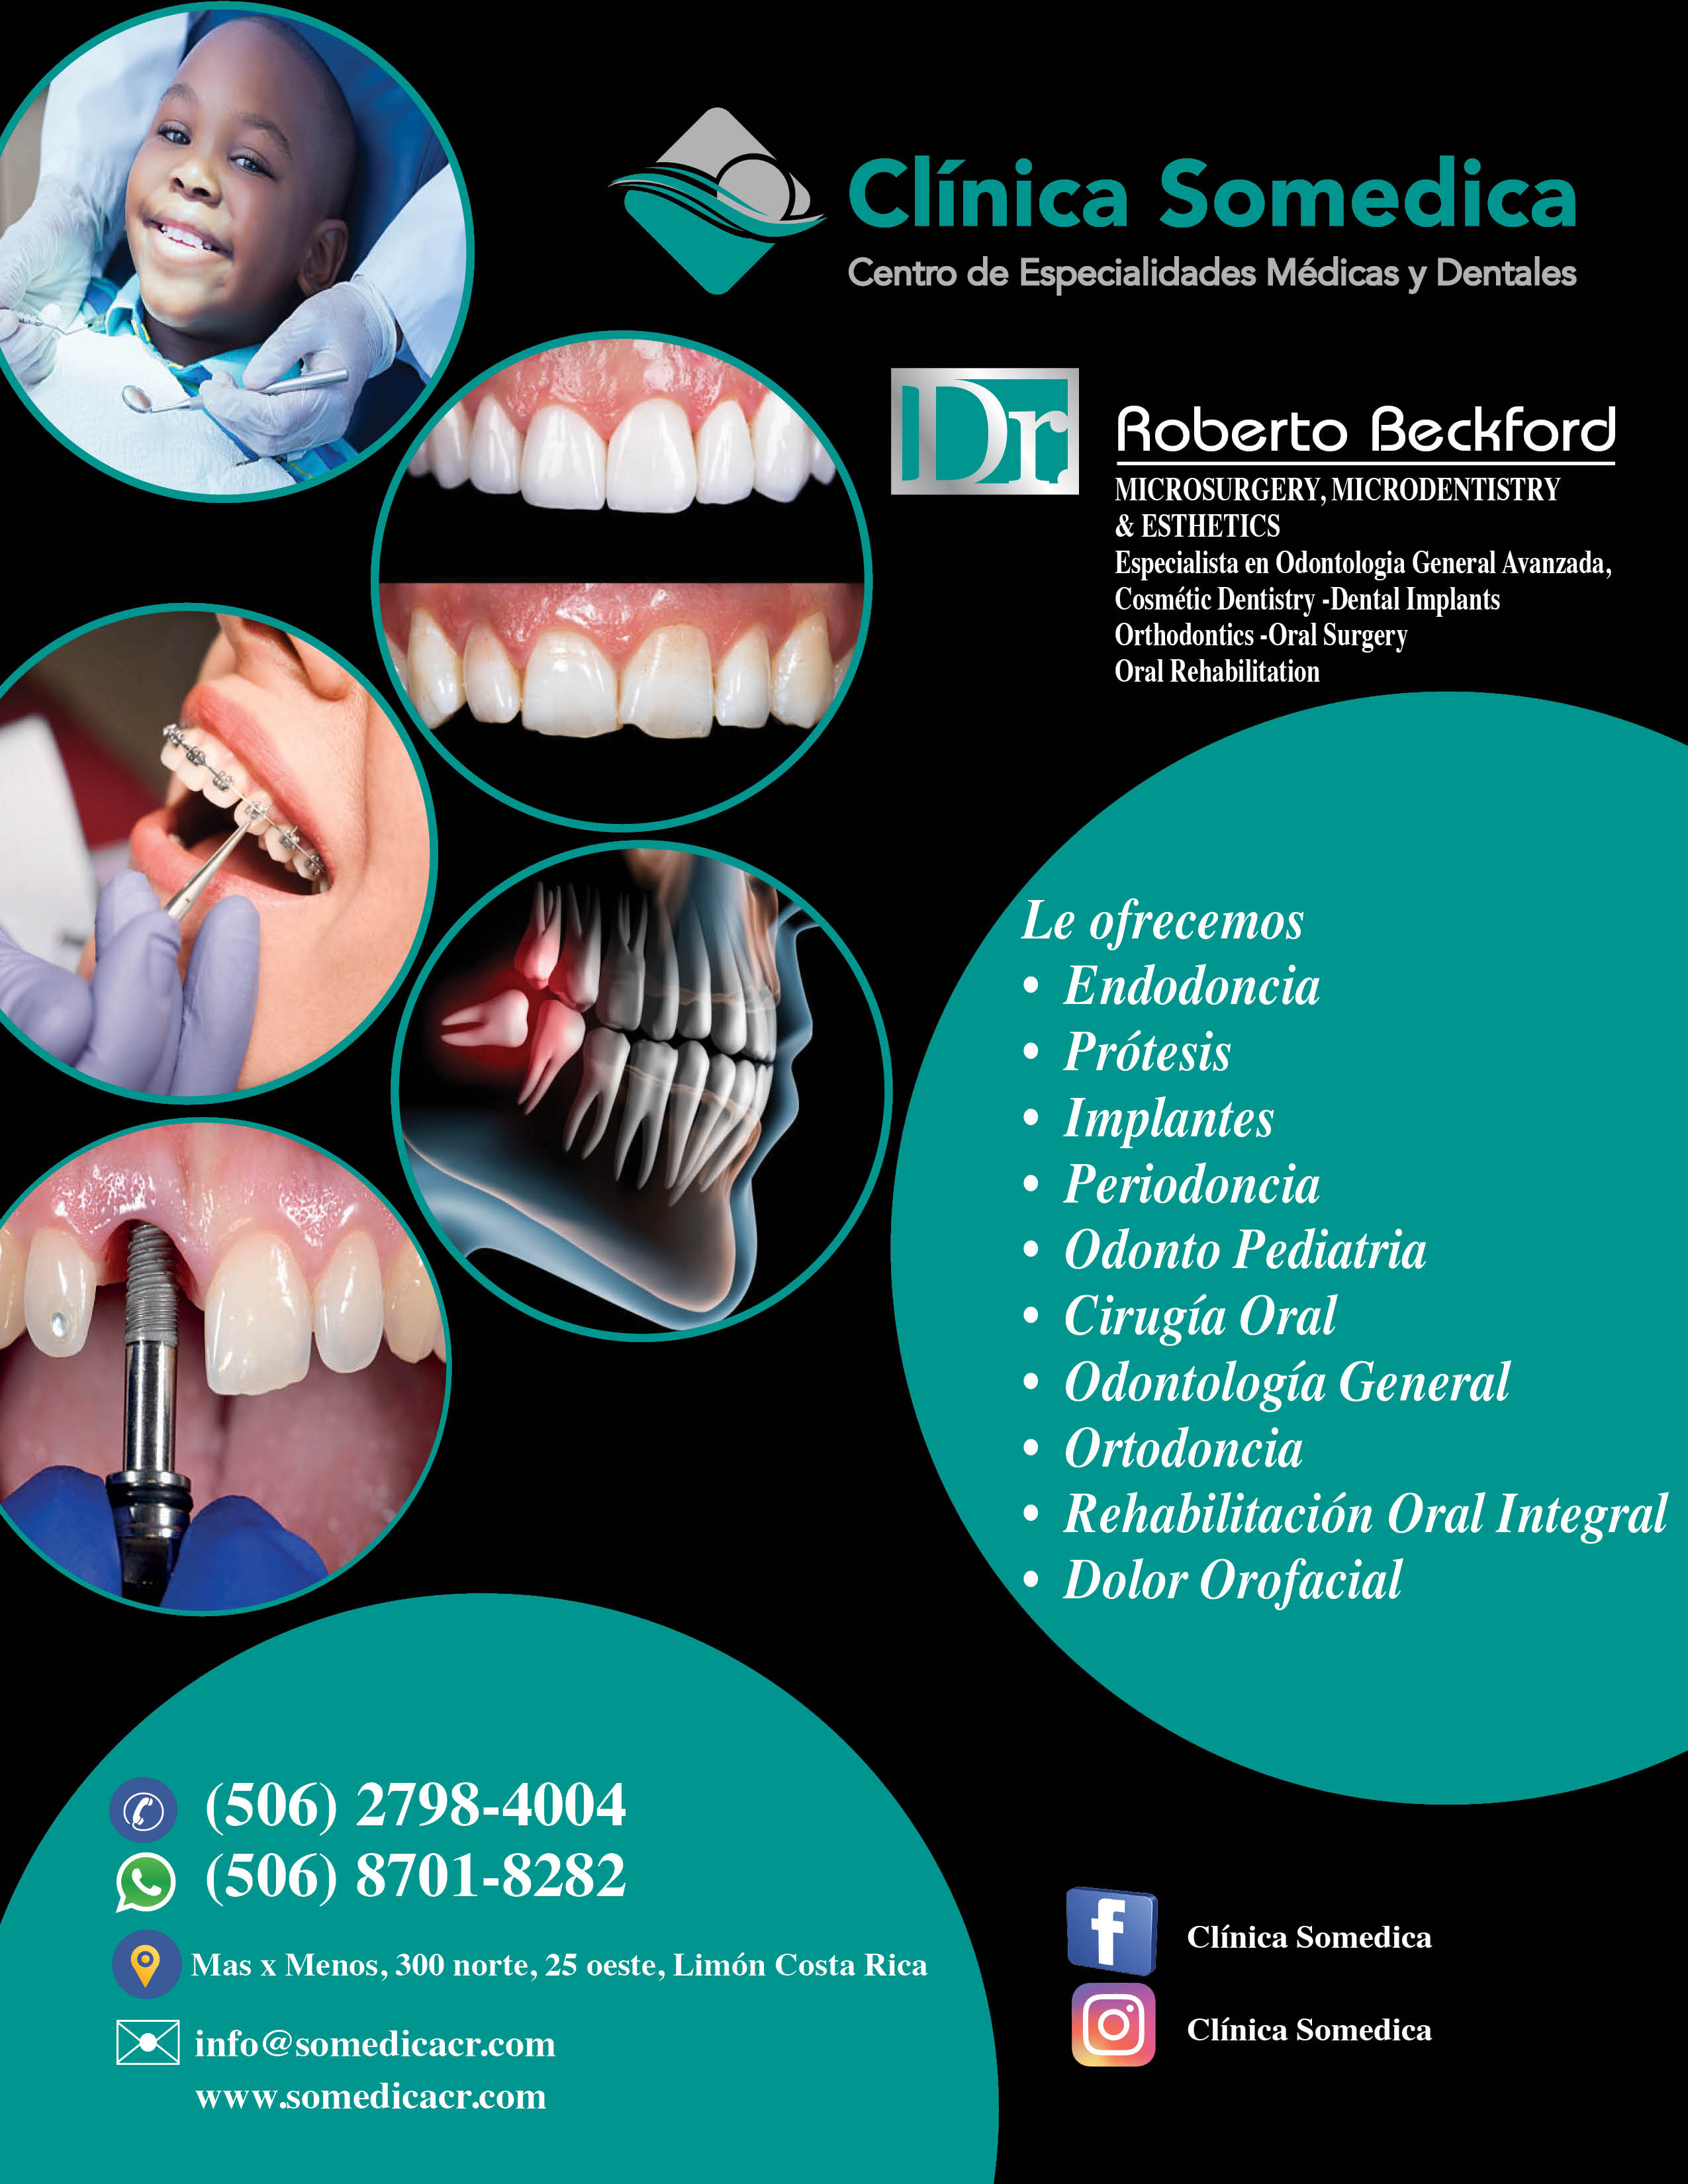 Clínica Somedica
Centro de Especialidades Médicas y Dentales
Dr.
Roberto Beckford
MICROSURGERY, MICRODENTISTRY
& ESTHETICS
Especialista en Odontologia General Avanzada,
Cosmétic Dentistry -Dental Implants
Orthodontics -Oral Surgery
Oral Rehabilitation
Le ofrecemos
• Endodoncia
• Prótesis
• Implantes
• Periodoncia
• Odonto Pediatria
• Cirugía Oral
• Odontología General
• Ortodoncia
• Rehabilitación Oral Integral
• Dolor Orofacial
(506) 2798-4004
(506) 8701-8282
Mas x Menos, 300 norte, 25 oeste, Limón Costa Rica
info@somedicacr.com
www.somedicacr.com
f
Clínica Somedica
Clínica Somedica